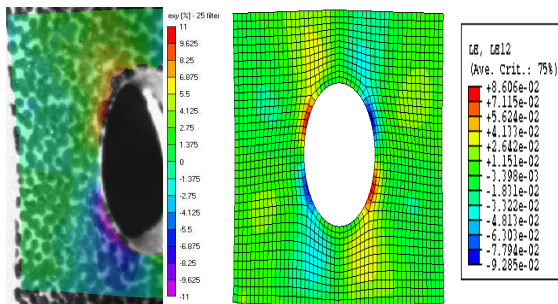 exy [%] - 25 filter
11
9.625
8.25
6.875
5.5
4.125
2.75
1.375
0
-1.375
-2.75
-4.125
-5.5
-6.875
-8.25
-9.625
-11
LE, LE12
(Ave. Crit.: 75%)
+8.606e-02
+7.115e-02
+5.624e-02
+4.133e-02
+2.642e-02
+1.151e-02
-3.398e-03
-1.831e-02
-3.322e-02
-4.813e-02
-6.303e-02
-7.794e-02
-9.285e-02